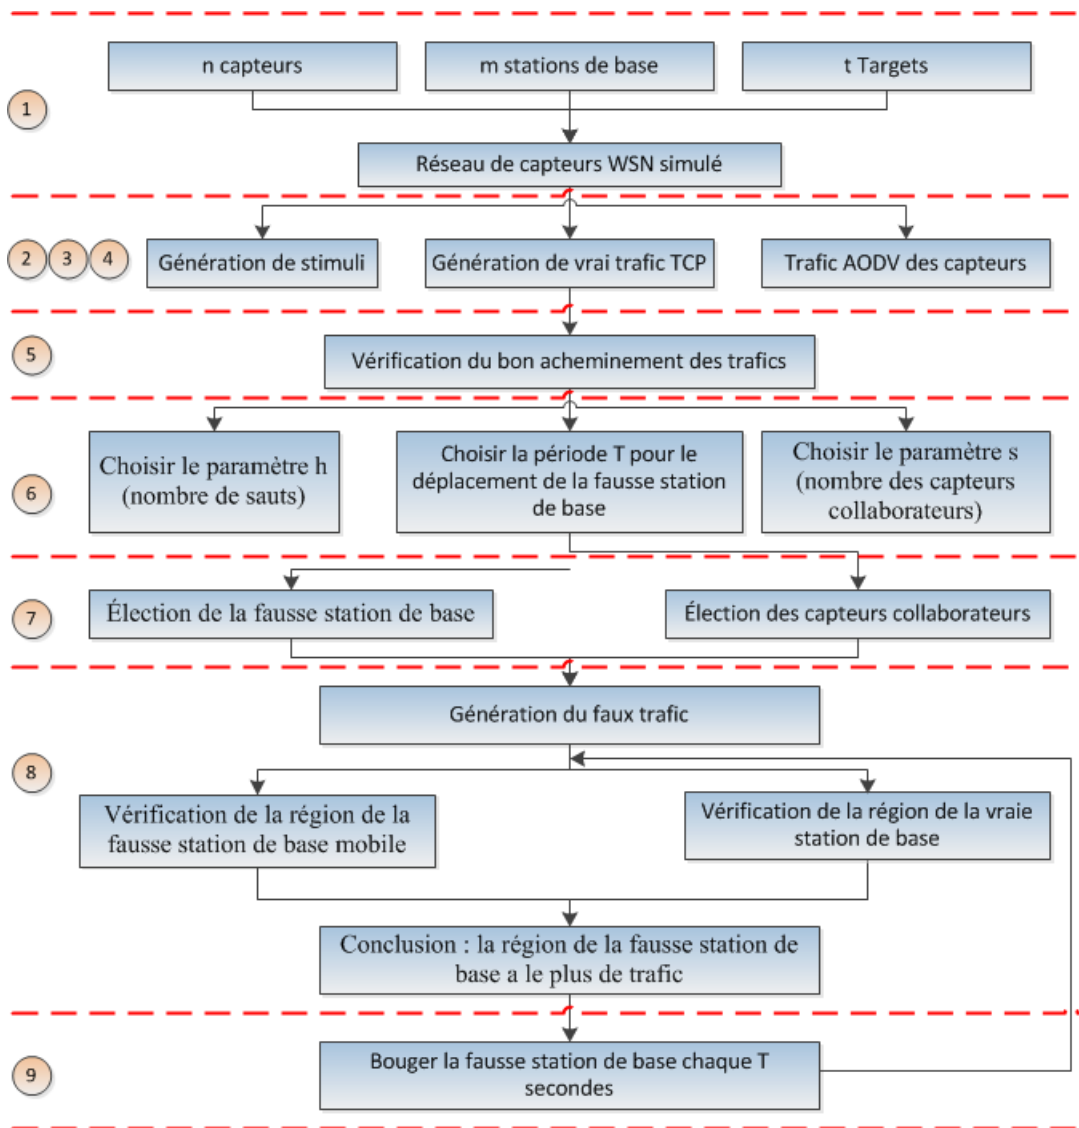 n capteurs
m stations de base
t Targets
1
Réseau de capteurs WSN simulé
2 3 4
Génération de stimuli
Génération de vrai trafic TCP
Trafic AODV des capteurs
5
Vérification du bon acheminement des trafics
6
Choisir le paramètre h
(nombre de sauts)
Choisir la période T pour le
déplacement de la fausse station
de base
Choisir le paramètre s
(nombre des capteurs
collaborateurs)
7
Élection de la fausse station de base
Élection des capteurs collaborateurs
Génération du faux trafic
8
Vérification de la région de la
fausse station de base mobile
Vérification de la région de la vraie
station de base
Conclusion : la région de la fausse station de
base a le plus de trafic
9
Bouger la fausse station de base chaque T
secondes